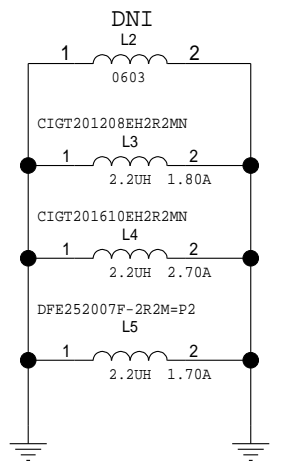 DNI
L2
1 2
0603
CIGT201208EH2R2MN
L3
1 2
2.2UH 1.80A
CIGT201610EH2R2MN
L4
1 2
2.2UH 2.70A
DFE252007F-2R2M=P2
L5
1 2
2.2UH 1.70A